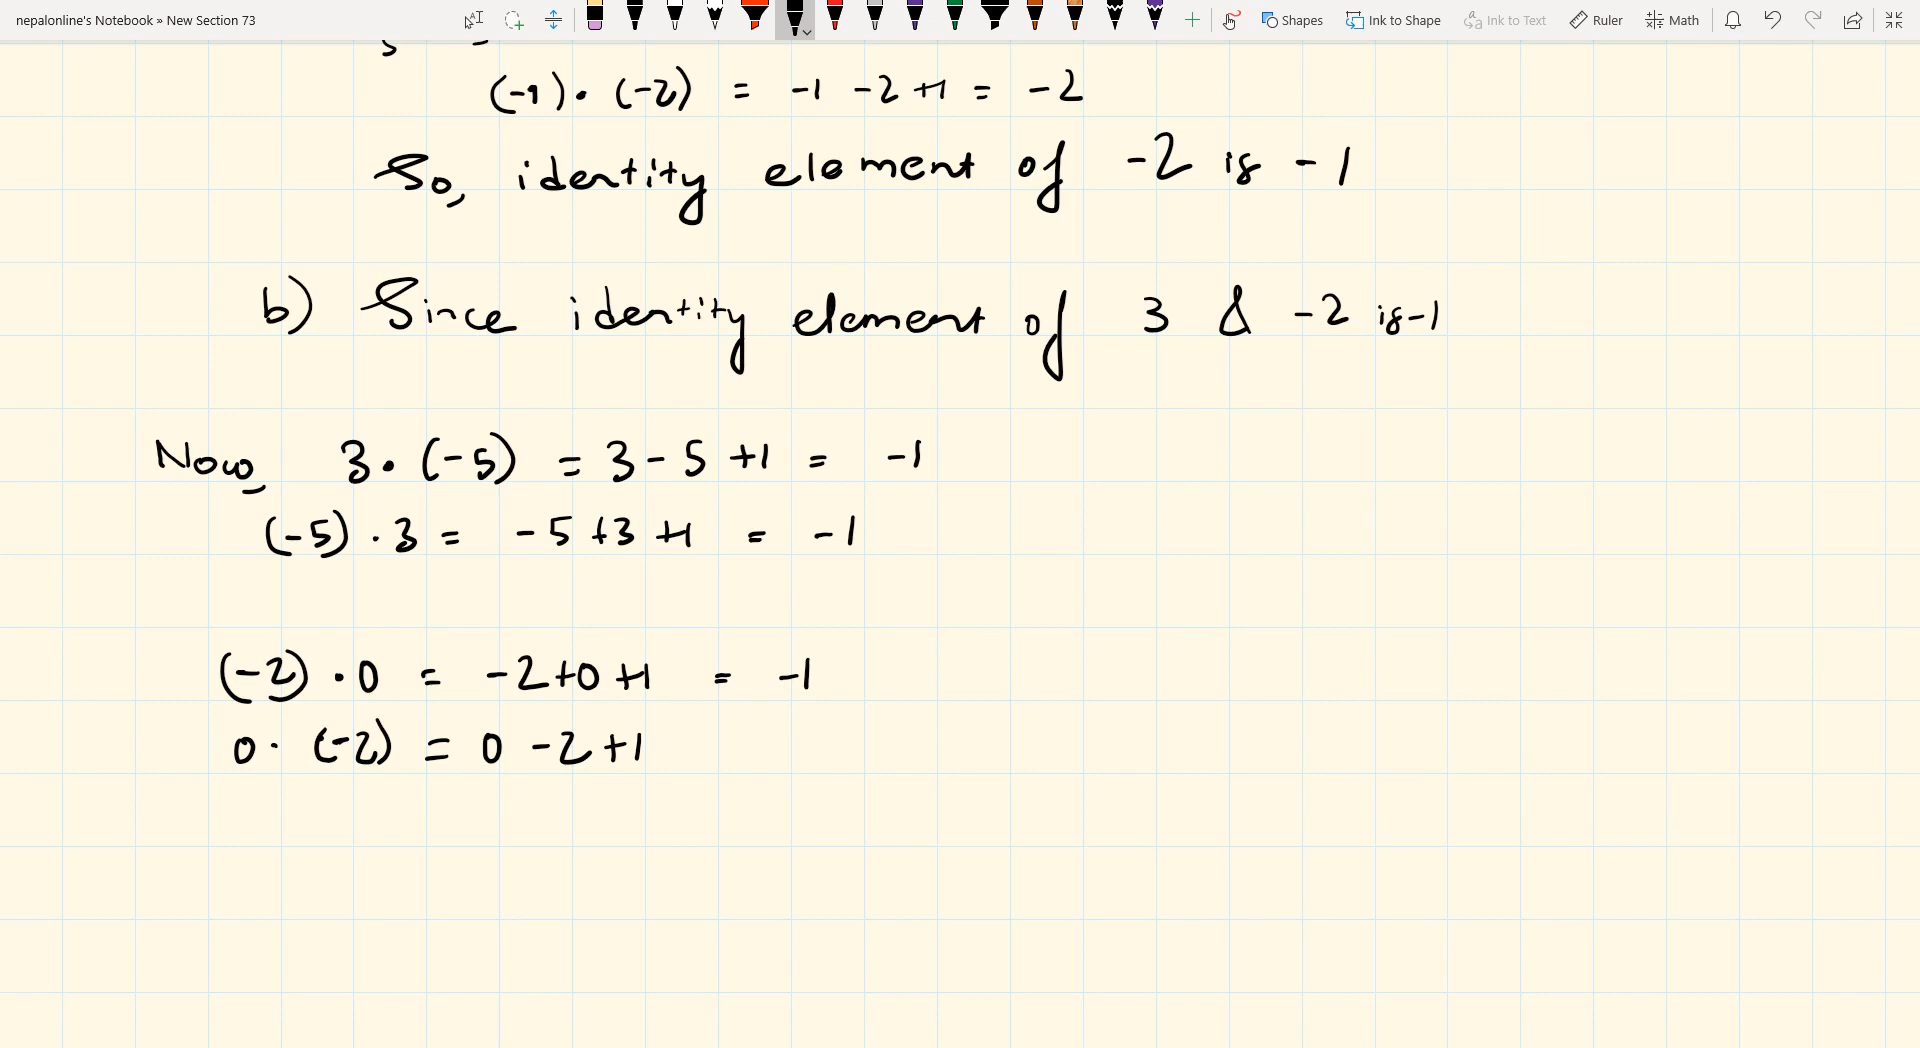 nepalonline's Notebook » New Section 73
Shapes Ink to Shape Ink to Text Ruler Math
(-1) · (-2) = -1 -2 +1 = -2
So, identity element of -2 is -1
b) Since identity element of 3 & -2 is -1
Now, 3 · (-5) = 3 - 5 +1 = -1
(-5) · 3 = -5 +3 +1 = -1
(-2) · 0 = -2+0+1 = -1
0 · (-2) = 0 -2+1